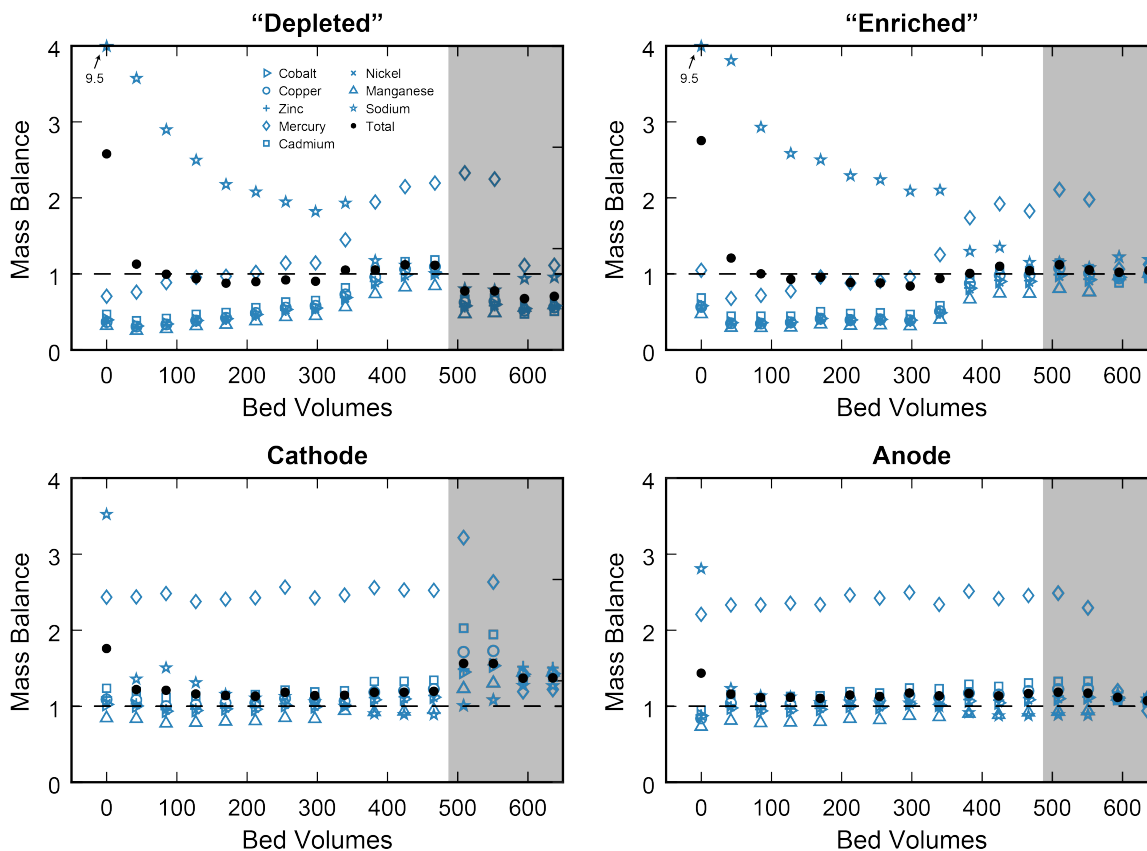 “Depleted”
4
3
2
1
0
Mass Balance
9.5
Cobalt
Copper
Zinc
Mercury
Cadmium
Nickel
Manganese
Sodium
Total
0 100 200 300 400 500 600
Bed Volumes
“Enriched”
4
3
2
1
0
Mass Balance
9.5
0 100 200 300 400 500 600
Bed Volumes
Cathode
4
3
2
1
0
Mass Balance
0 100 200 300 400 500 600
Bed Volumes
Anode
4
3
2
1
0
Mass Balance
0 100 200 300 400 500 600
Bed Volumes